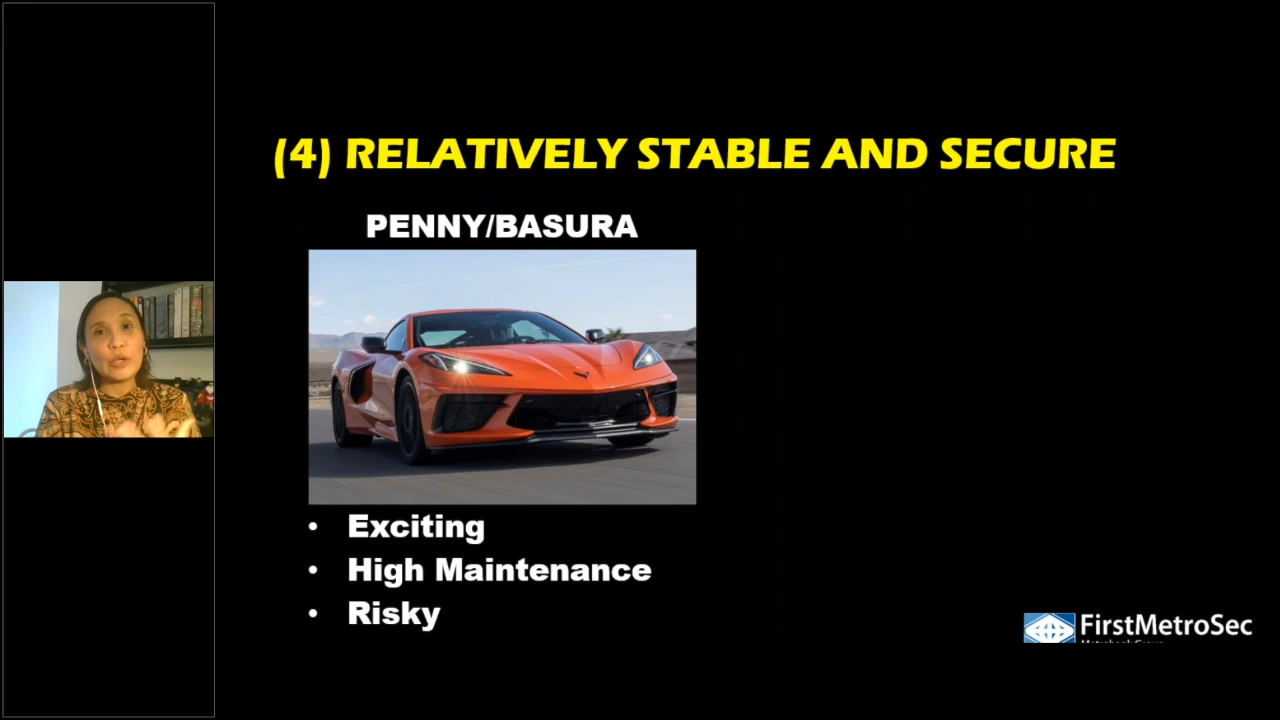 (4) RELATIVELY STABLE AND SECURE
PENNY/BASURA
• Exciting
• High Maintenance
• Risky
FirstMetroSec